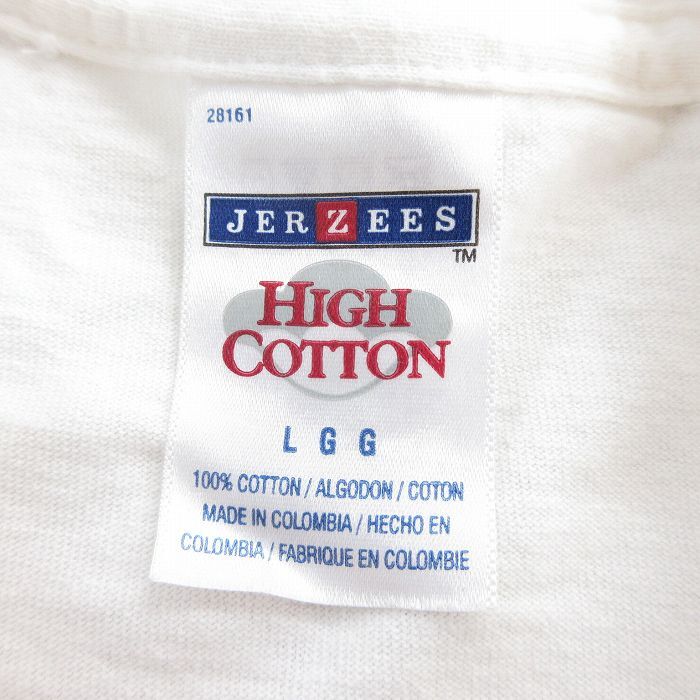 28161
JERZEES
TM
HIGH
COTTON
L G G
100% COTTON / ALGODON / COTON
MADE IN COLOMBIA / HECHO EN
COLOMBIA / FABRIQUE EN COLOMBIE